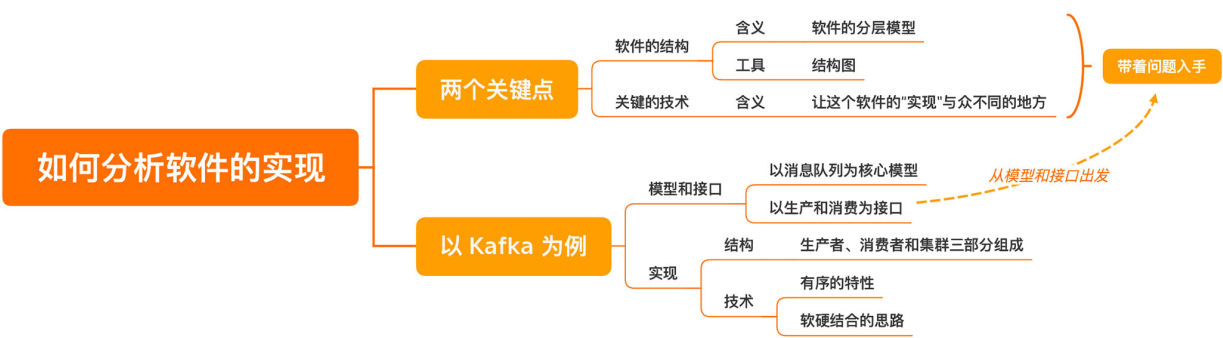 如何分析软件的实现
两个关键点
软件的结构
含义
软件的分层模型
工具
结构图
关键的技术
含义
让这个软件的"实现"与众不同的地方
带着问题入手
以 Kafka 为例
模型和接口
以消息队列为核心模型
以生产和消费为接口
从模型和接口出发
实现
结构
生产者、消费者和集群三部分组成
技术
有序的特性
软硬结合的思路